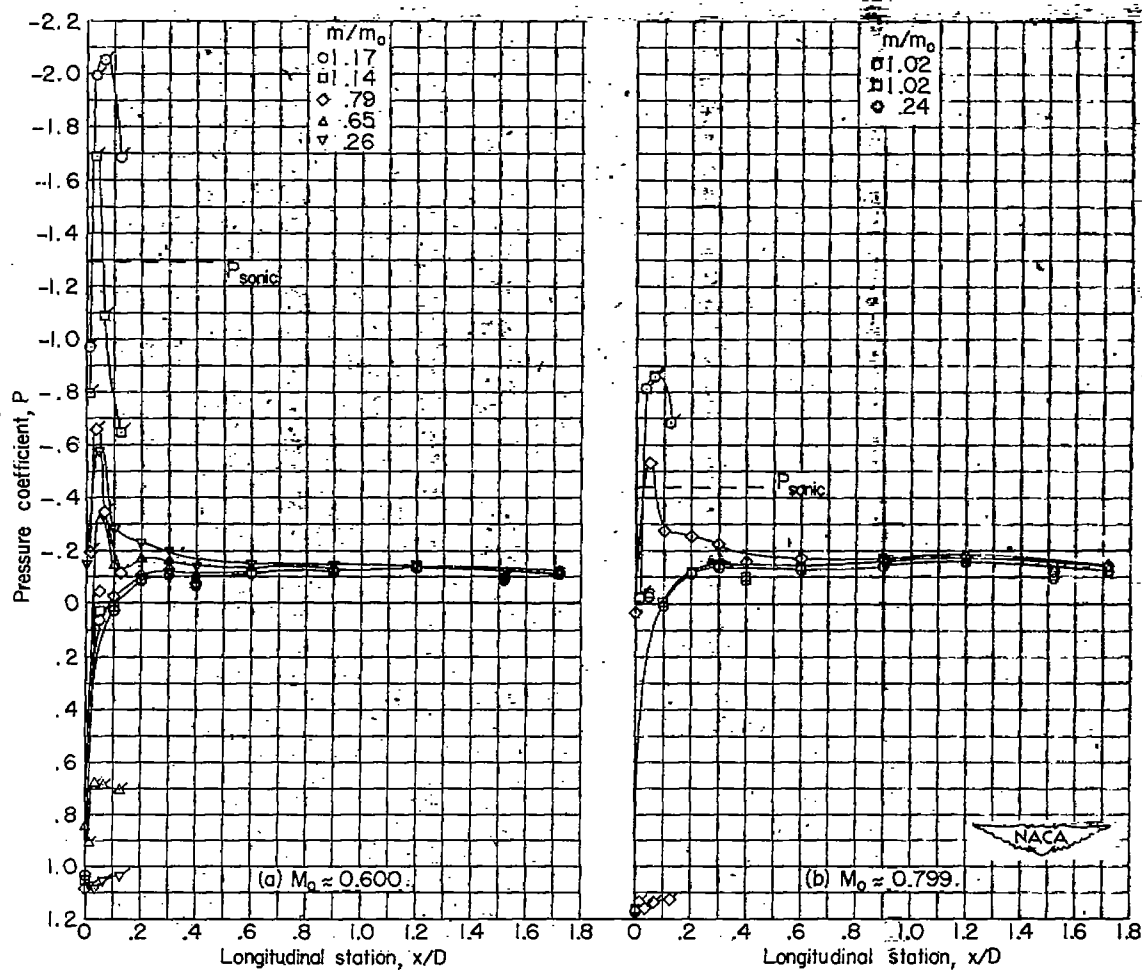 -2.2
-2.0
-1.8
-1.6
-1.4
-1.2
-1.0
-.8
-.6
-.4
-.2
0
.2
.4
.6
.8
1.0
1.2
Pressure coefficient, P
m/m₀
1.17
1.14
.79
.65
.26
P sonic
(a) M₀ ≈ 0.600.
0 .2 .4 .6 .8 1.0 1.2 1.4 1.6 1.8
Longitudinal station, x/D
m/m₀
1.02
1.02
.24
P sonic
NACA
(b) M₀ ≈ 0.799.
0 .2 .4 .6 .8 1.0 1.2 1.4 1.6 1.8
Longitudinal station, x/D